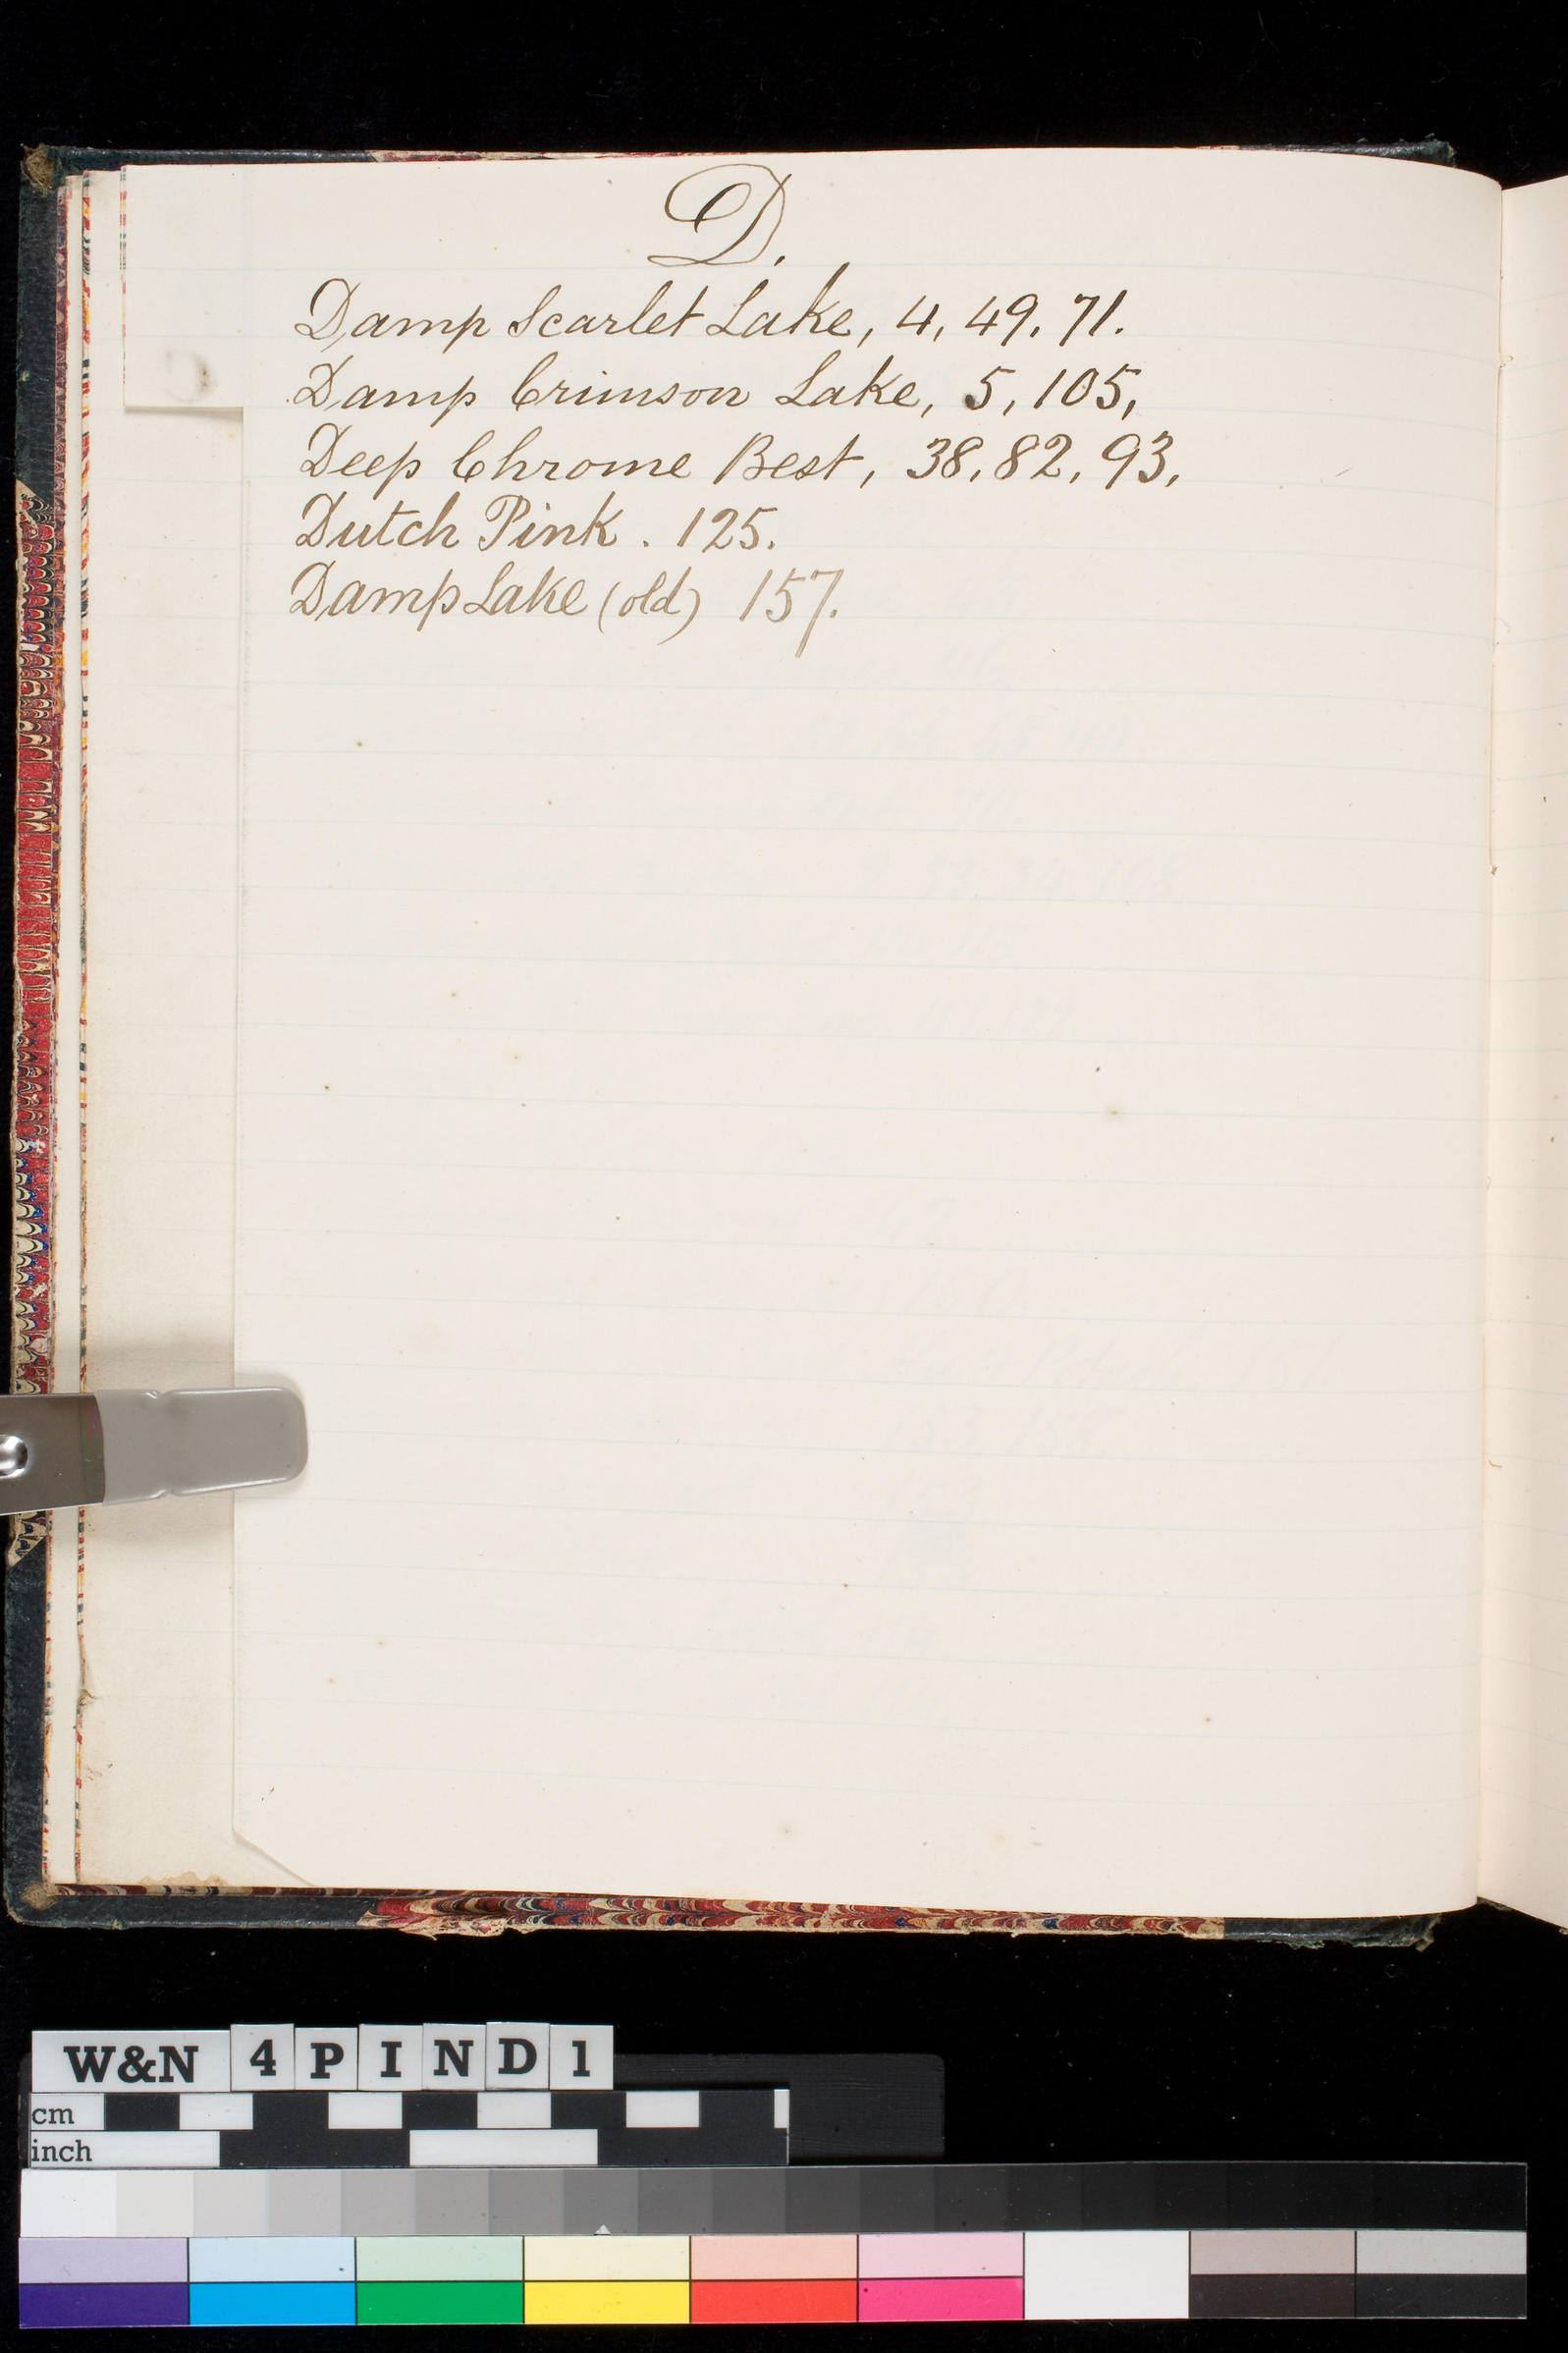 D.
Damp Scarlet Lake, 4, 49, 71.
Damp Crimson Lake, 5, 105,
Deep Chrome Best, 38, 82, 93,
Dutch Pink . 125.
Damp Lake (old) 157.
C
W&N 4 P I N D 1
cm
inch